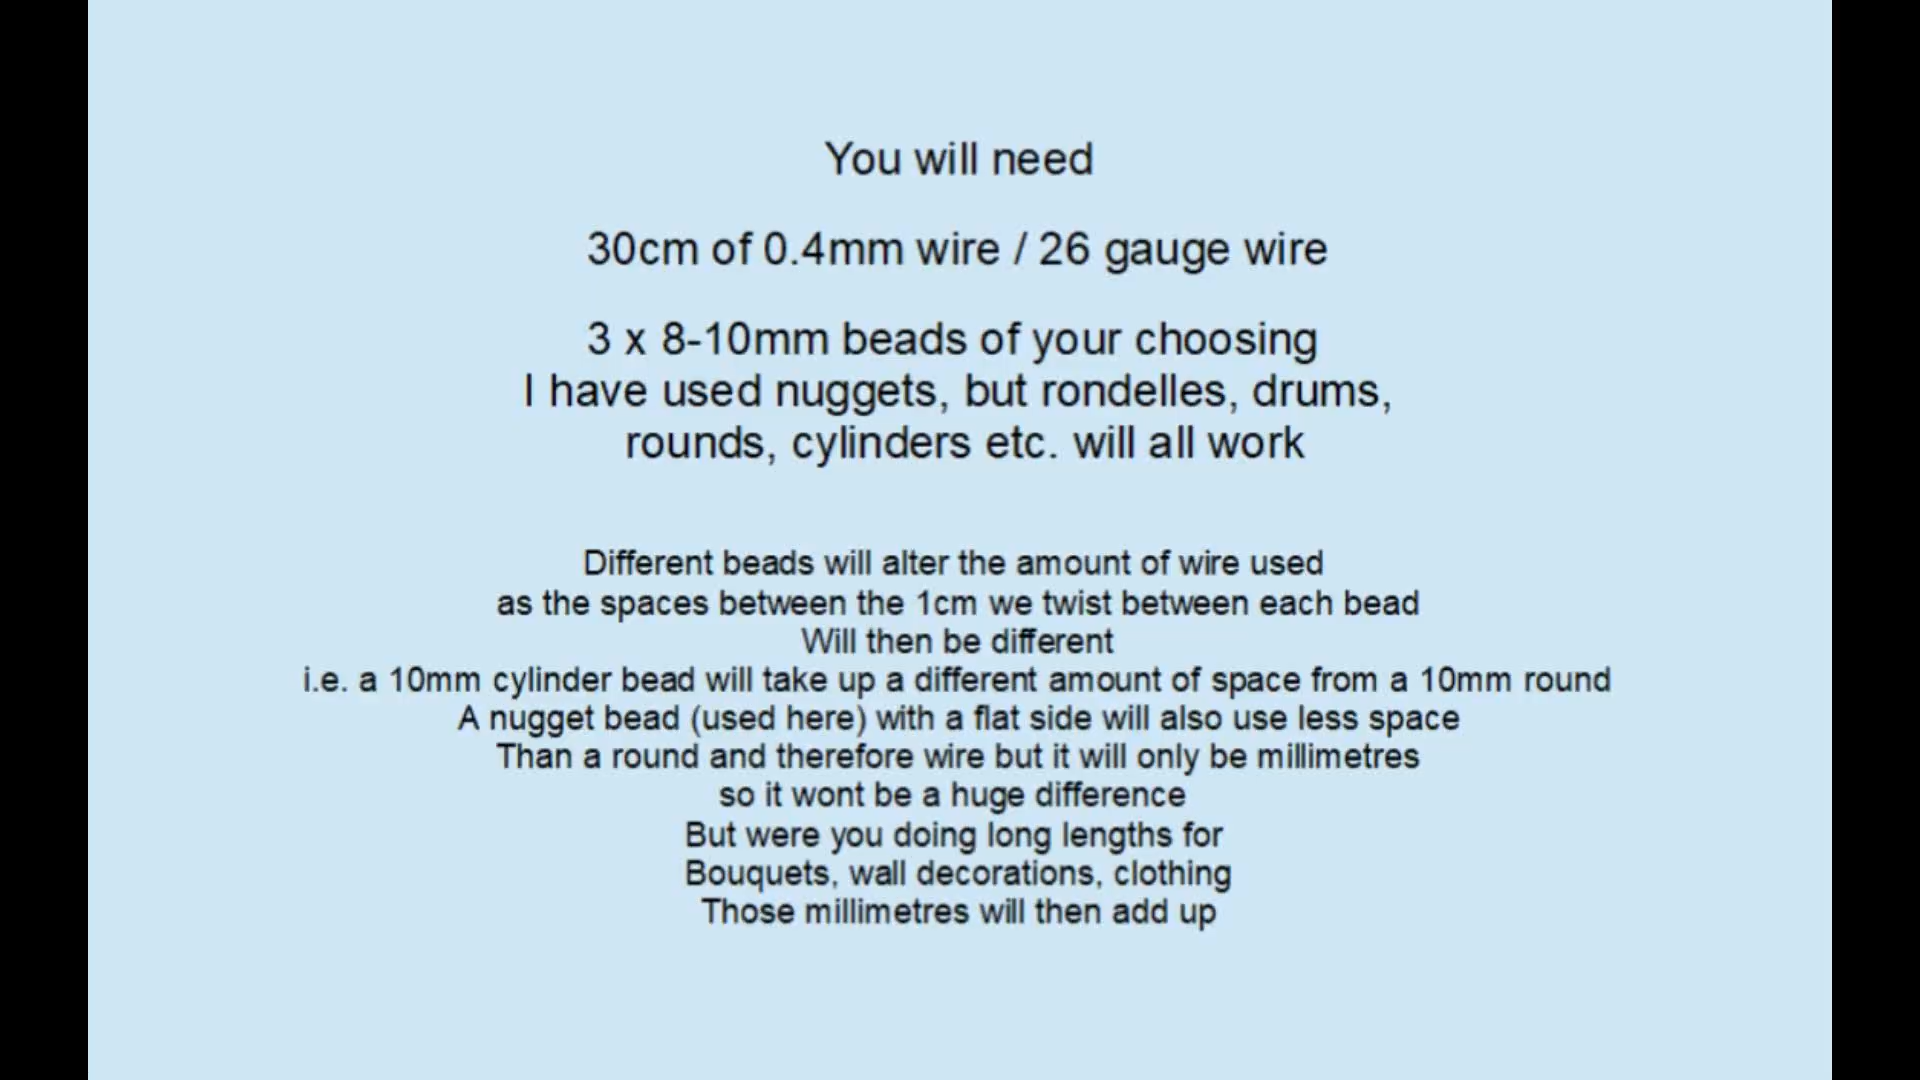 You will need
30cm of 0.4mm wire / 26 gauge wire
3 x 8-10mm beads of your choosing
I have used nuggets, but rondelles, drums,
rounds, cylinders etc. will all work
Different beads will alter the amount of wire used
as the spaces between the 1cm we twist between each bead
Will then be different
i.e. a 10mm cylinder bead will take up a different amount of space from a 10mm round
A nugget bead (used here) with a flat side will also use less space
Than a round and therefore wire but it will only be millimetres
so it wont be a huge difference
But were you doing long lengths for
Bouquets, wall decorations, clothing
Those millimetres will then add up